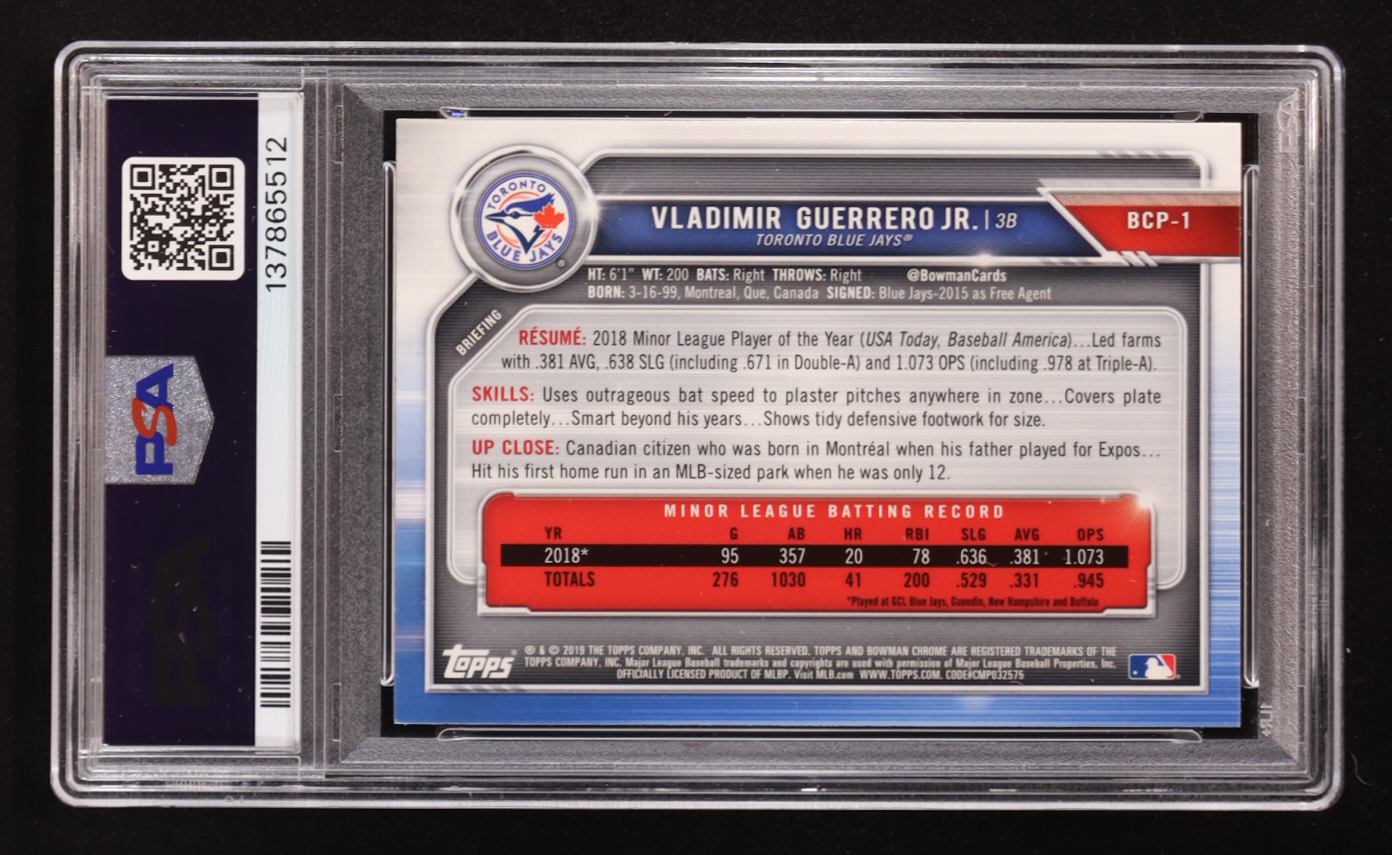 137865512
PSA
TORONTO
BLUE JAYS
VLADIMIR GUERRERO JR. | 3B
TORONTO BLUE JAYS®
BCP-1
HT: 6'1" WT: 200 BATS: Right THROWS: Right @BowmanCards
BORN: 3-16-99, Montreal, Que, Canada SIGNED: Blue Jays-2015 as Free Agent
BRIEFING
RÉSUMÉ: 2018 Minor League Player of the Year (USA Today, Baseball America)...Led farms
with .381 AVG, .638 SLG (including .671 in Double-A) and 1.073 OPS (including .978 at Triple-A).
SKILLS: Uses outrageous bat speed to plaster pitches anywhere in zone...Covers plate
completely...Smart beyond his years...Shows tidy defensive footwork for size.
UP CLOSE: Canadian citizen who was born in Montréal when his father played for Expos...
Hit his first home run in an MLB-sized park when he was only 12.
MINOR LEAGUE BATTING RECORD
YR G AB HR RBI SLG AVG OPS
2018* 95 357 20 78 .636 .381 1.073
TOTALS 276 1030 41 200 .529 .331 .945
*Played at GCL Blue Jays, Dunedin, New Hampshire and Buffalo
topps®
® & © 2019 THE TOPPS COMPANY, INC. ALL RIGHTS RESERVED. TOPPS AND BOWMAN CHROME ARE REGISTERED TRADEMARKS OF THE
TOPPS COMPANY, INC. Major League Baseball trademarks and copyrights are used with permission of Major League Baseball Properties, Inc.
OFFICIALLY LICENSED PRODUCT OF MLBP. Visit MLB.com WWW.TOPPS.COM. CODE#CMP032575